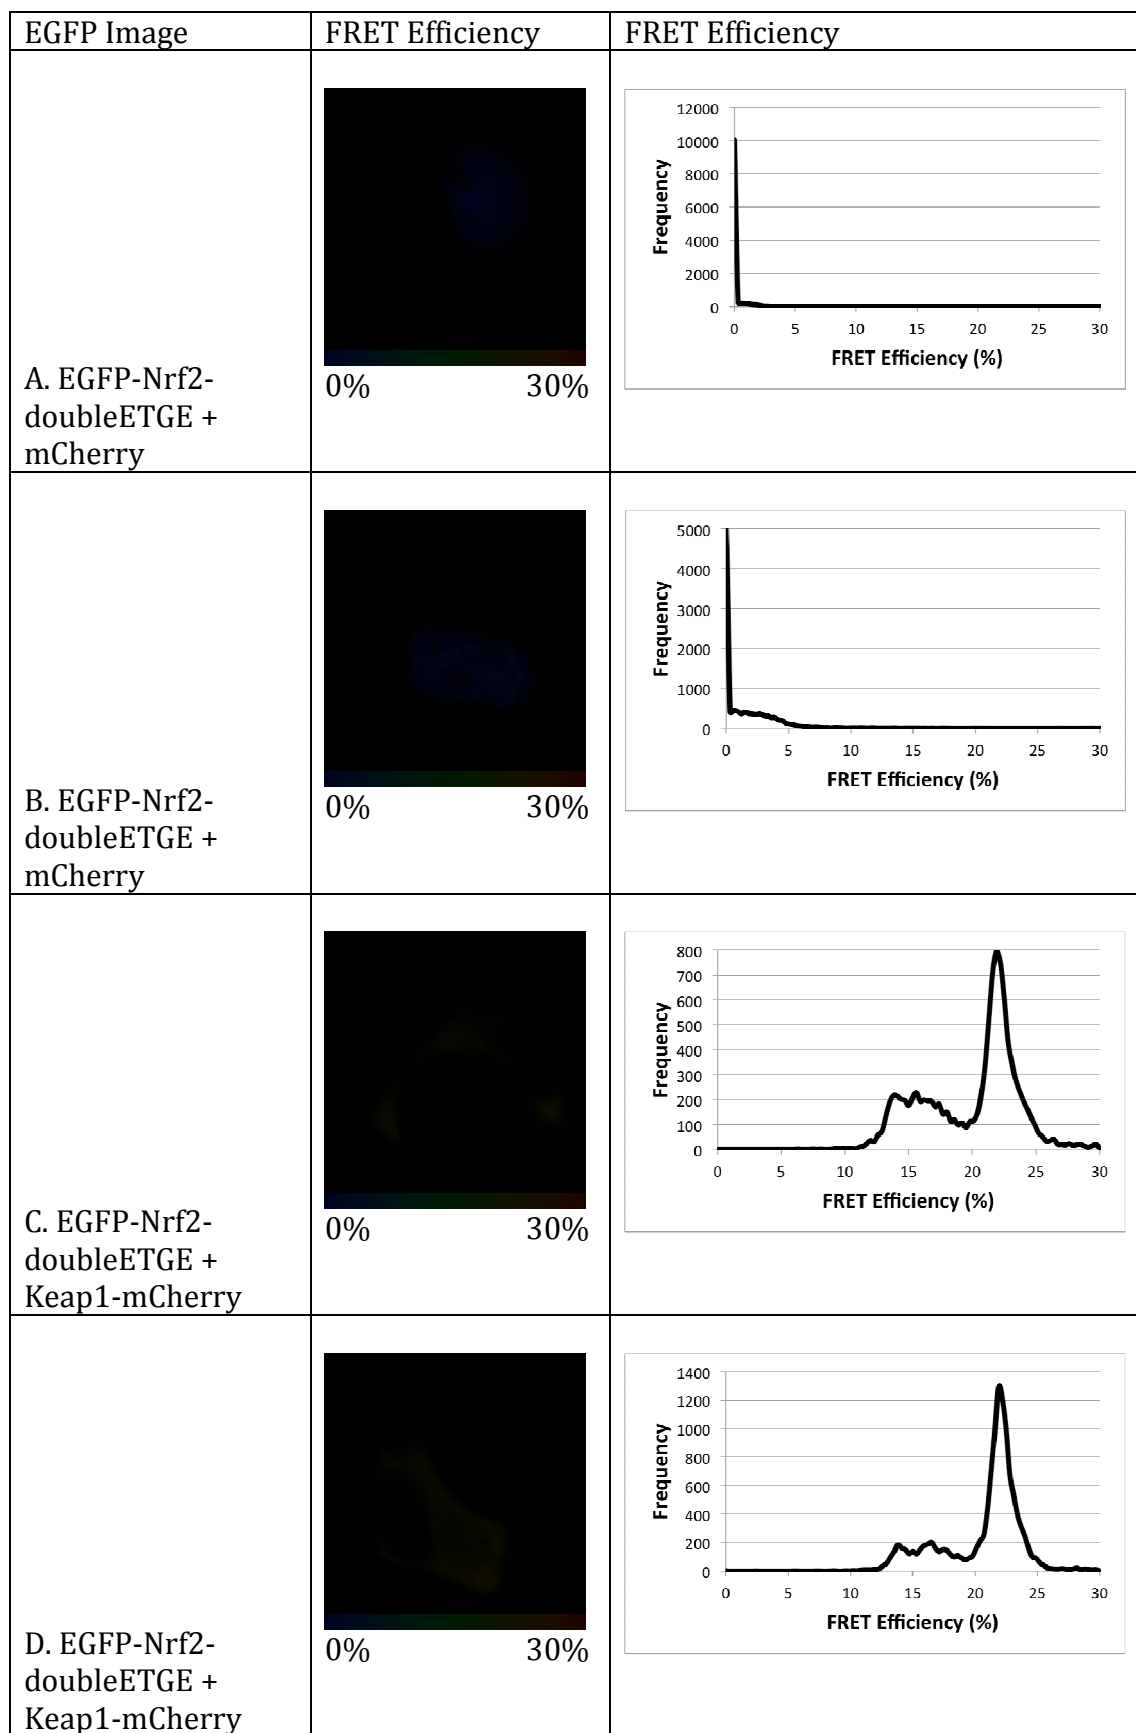 EGFP Image
FRET Efficiency
FRET Efficiency
A. EGFP-Nrf2-
doubleETGE +
mCherry
0% 30%
12000
10000
8000
6000
4000
2000
0
Frequency
0 5 10 15 20 25 30
FRET Efficiency (%)
B. EGFP-Nrf2-
doubleETGE +
mCherry
0% 30%
5000
4000
3000
2000
1000
0
Frequency
0 5 10 15 20 25 30
FRET Efficiency (%)
C. EGFP-Nrf2-
doubleETGE +
Keap1-mCherry
0% 30%
800
700
600
500
400
300
200
100
0
Frequency
0 5 10 15 20 25 30
FRET Efficiency (%)
D. EGFP-Nrf2-
doubleETGE +
Keap1-mCherry
0% 30%
1400
1200
1000
800
600
400
200
0
Frequency
0 5 10 15 20 25 30
FRET Efficiency (%)